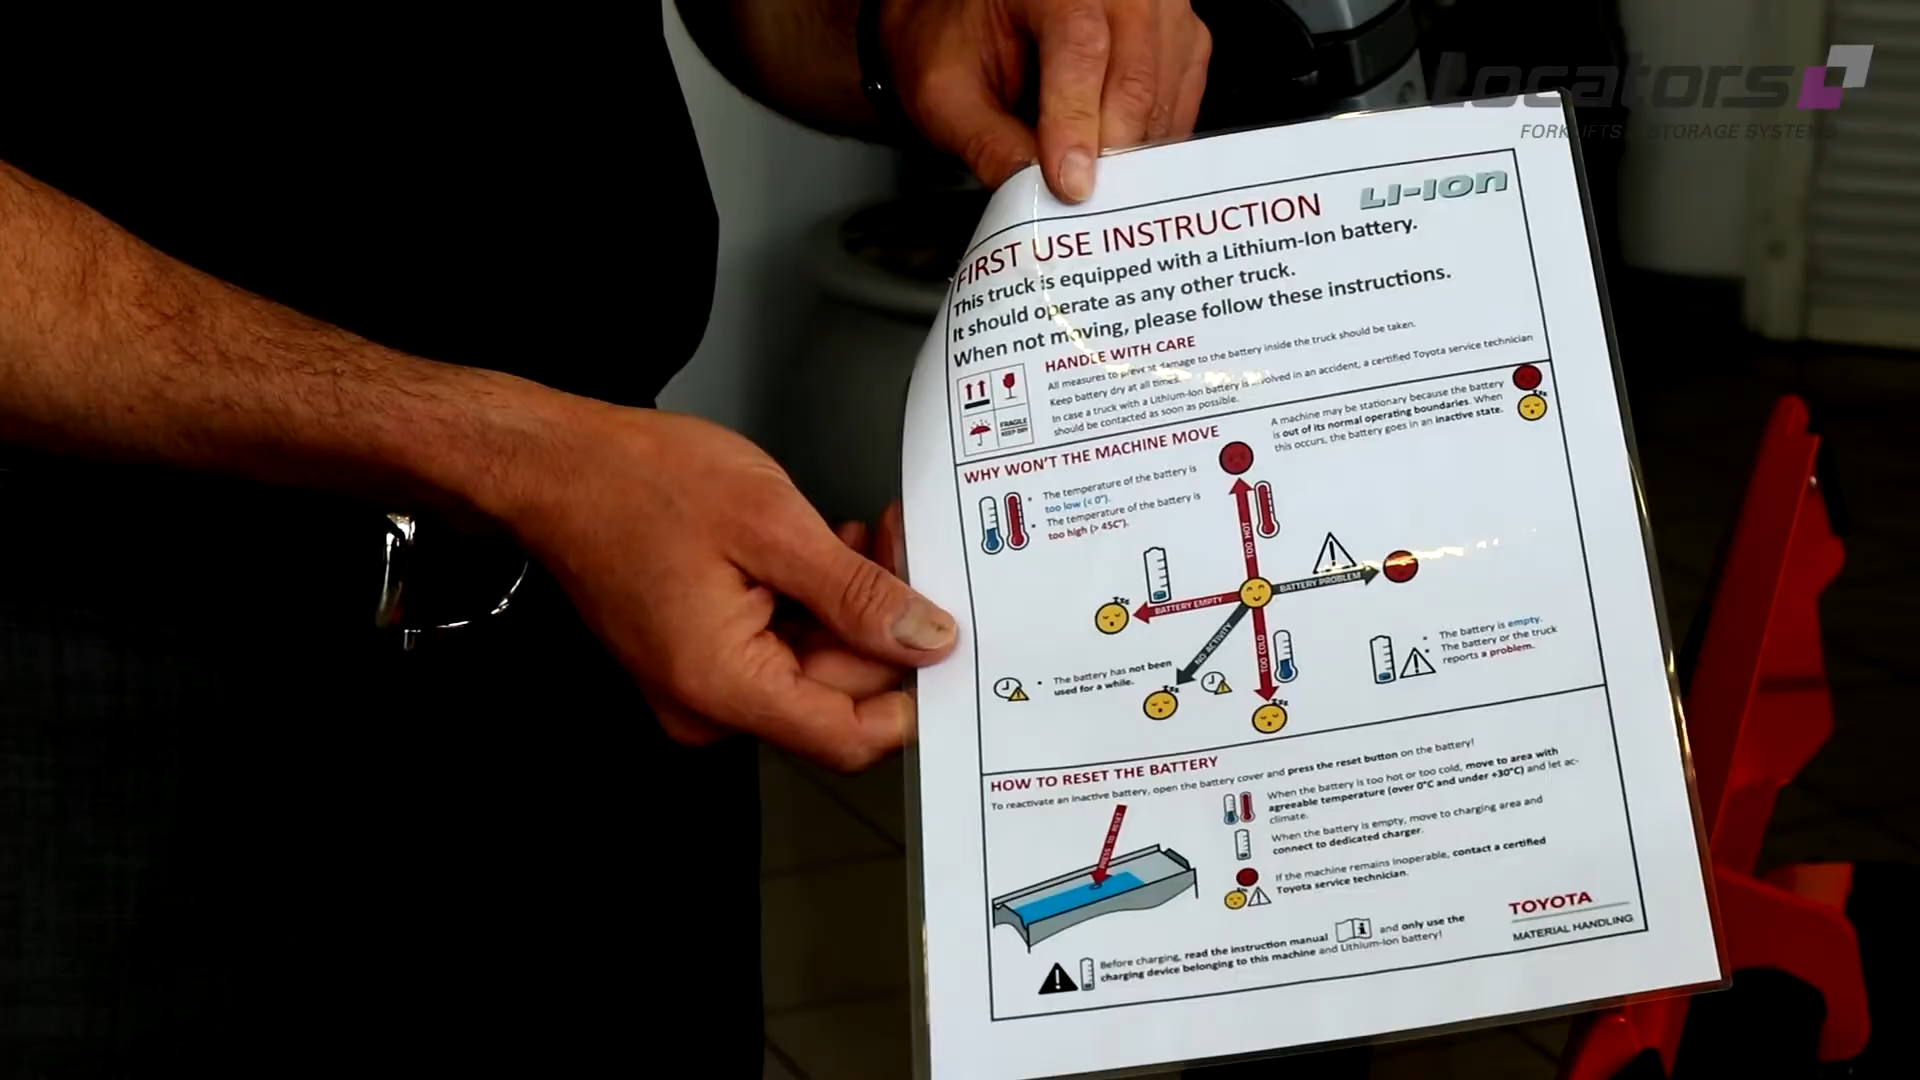 Locators
FORKLIFTS & STORAGE SYSTEMS
LI-ION
FIRST USE INSTRUCTION
This truck is equipped with a Lithium-Ion battery.
It should operate as any other truck.
When not moving, please follow these instructions.
HANDLE WITH CARE
All measures to prevent damage to the battery inside the truck should be taken.
Keep battery dry at all times.
In case a truck with a Lithium-Ion battery is involved in an accident, a certified Toyota service technician
should be contacted as soon as possible.
FRAGILE
KEEP DRY
WHY WON'T THE MACHINE MOVE
A machine may be stationary because the battery
is out of its normal operating boundaries. When
this occurs, the battery goes in an inactive state.
The temperature of the battery is
too low (< 0°).
The temperature of the battery is
too high (> 45C°).
TOO HOT
BATTERY PROBLEM
BATTERY EMPTY
NO ACTIVITY
TOO COLD
The battery has not been
used for a while.
The battery is empty.
The battery or the truck
reports a problem.
HOW TO RESET THE BATTERY
To reactivate an inactive battery, open the battery cover and press the reset button on the battery!
PRESS TO RESET
When the battery is too hot or too cold, move to area with
agreeable temperature (over 0°C and under +30°C) and let ac-
climate.
When the battery is empty, move to charging area and
connect to dedicated charger.
If the machine remains inoperable, contact a certified
Toyota service technician.
Before charging, read the instruction manual and only use the
charging device belonging to this machine and Lithium-Ion battery!
TOYOTA
MATERIAL HANDLING